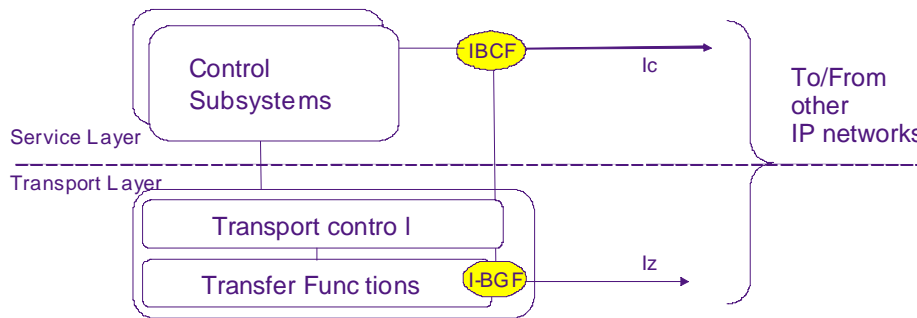 IBCF
Control
Subsystems
Ic
To/From
other
IP networks
Service Layer
Transport Layer
Transport contro l
Iz
Transfer Func tions
I-BGF